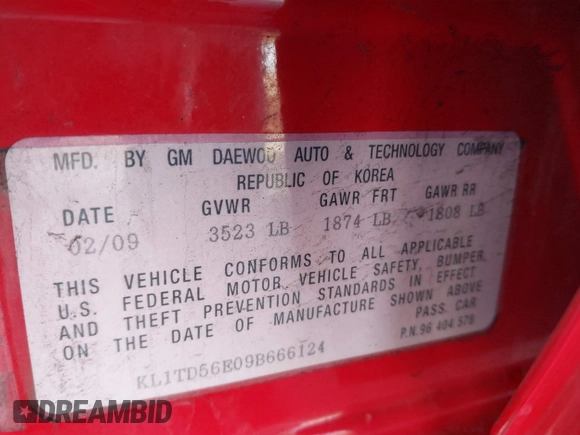 MFD. BY GM DAEWOO AUTO & TECHNOLOGY COMPANY
REPUBLIC OF KOREA
DATE GVWR GAWR FRT GAWR RR
02/09 3523 LB 1874 LB 1808 LB
THIS VEHICLE CONFORMS TO ALL APPLICABLE
U.S. FEDERAL MOTOR VEHICLE SAFETY, BUMPER,
AND THEFT PREVENTION STANDARDS IN EFFECT
ON THE DATE OF MANUFACTURE SHOWN ABOVE
PASS. CAR
P.N.96 404 578
KL1TD56E09B666124
DREAMBID